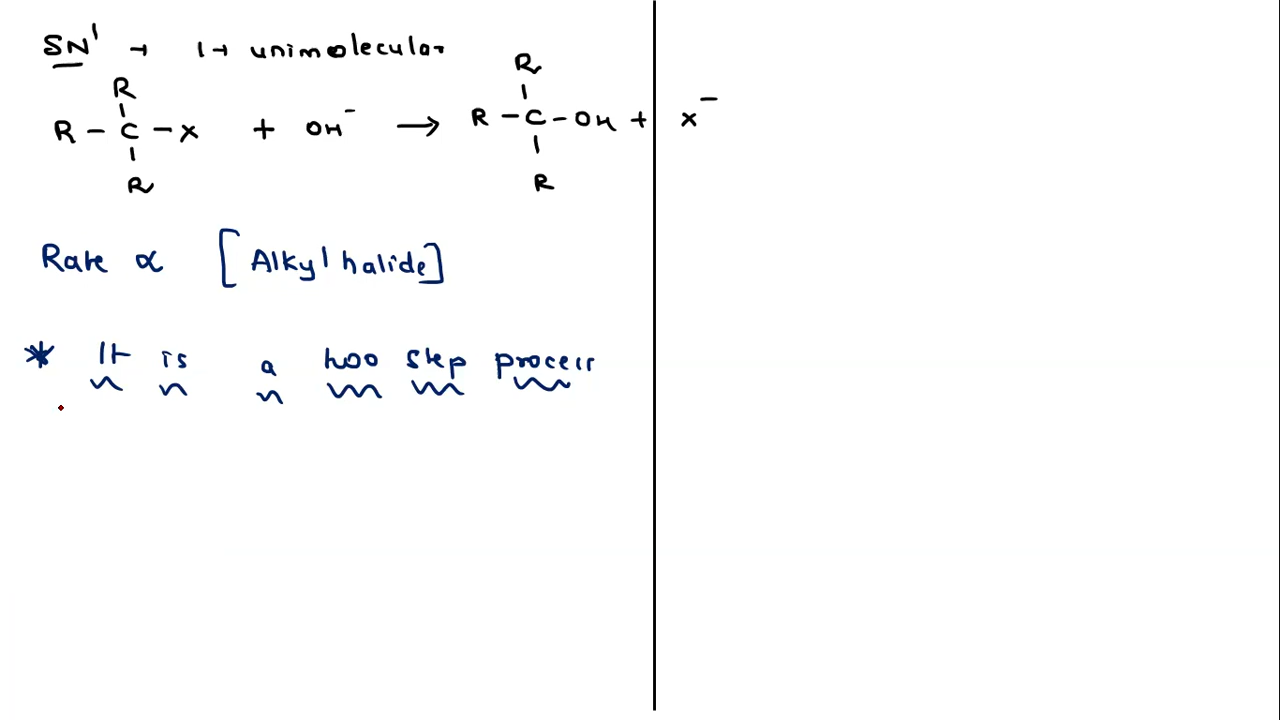 SN¹ → 1→ unimolecular
R R
R – C – X + OH⁻ → R – C – OH + X⁻
R R
Rate ∝ [Alkyl halide]
* It is a two step process